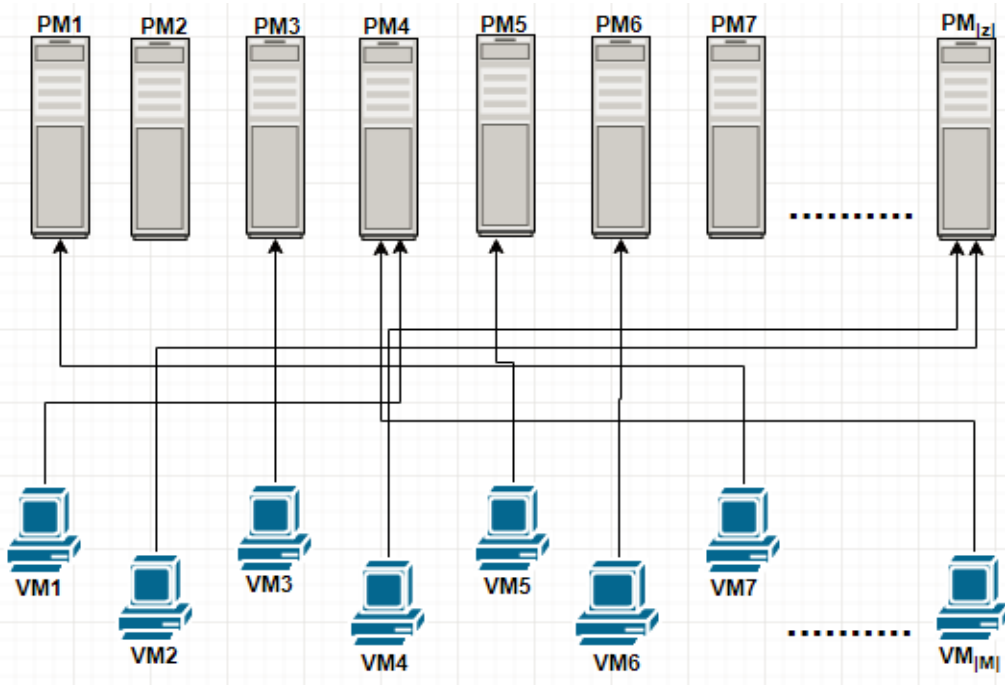 PM1 PM2 PM3 PM4 PM5 PM6 PM7 PM|z|
..........
VM1 VM3 VM5 VM7
VM2 VM4 VM6 VM|M|
..........